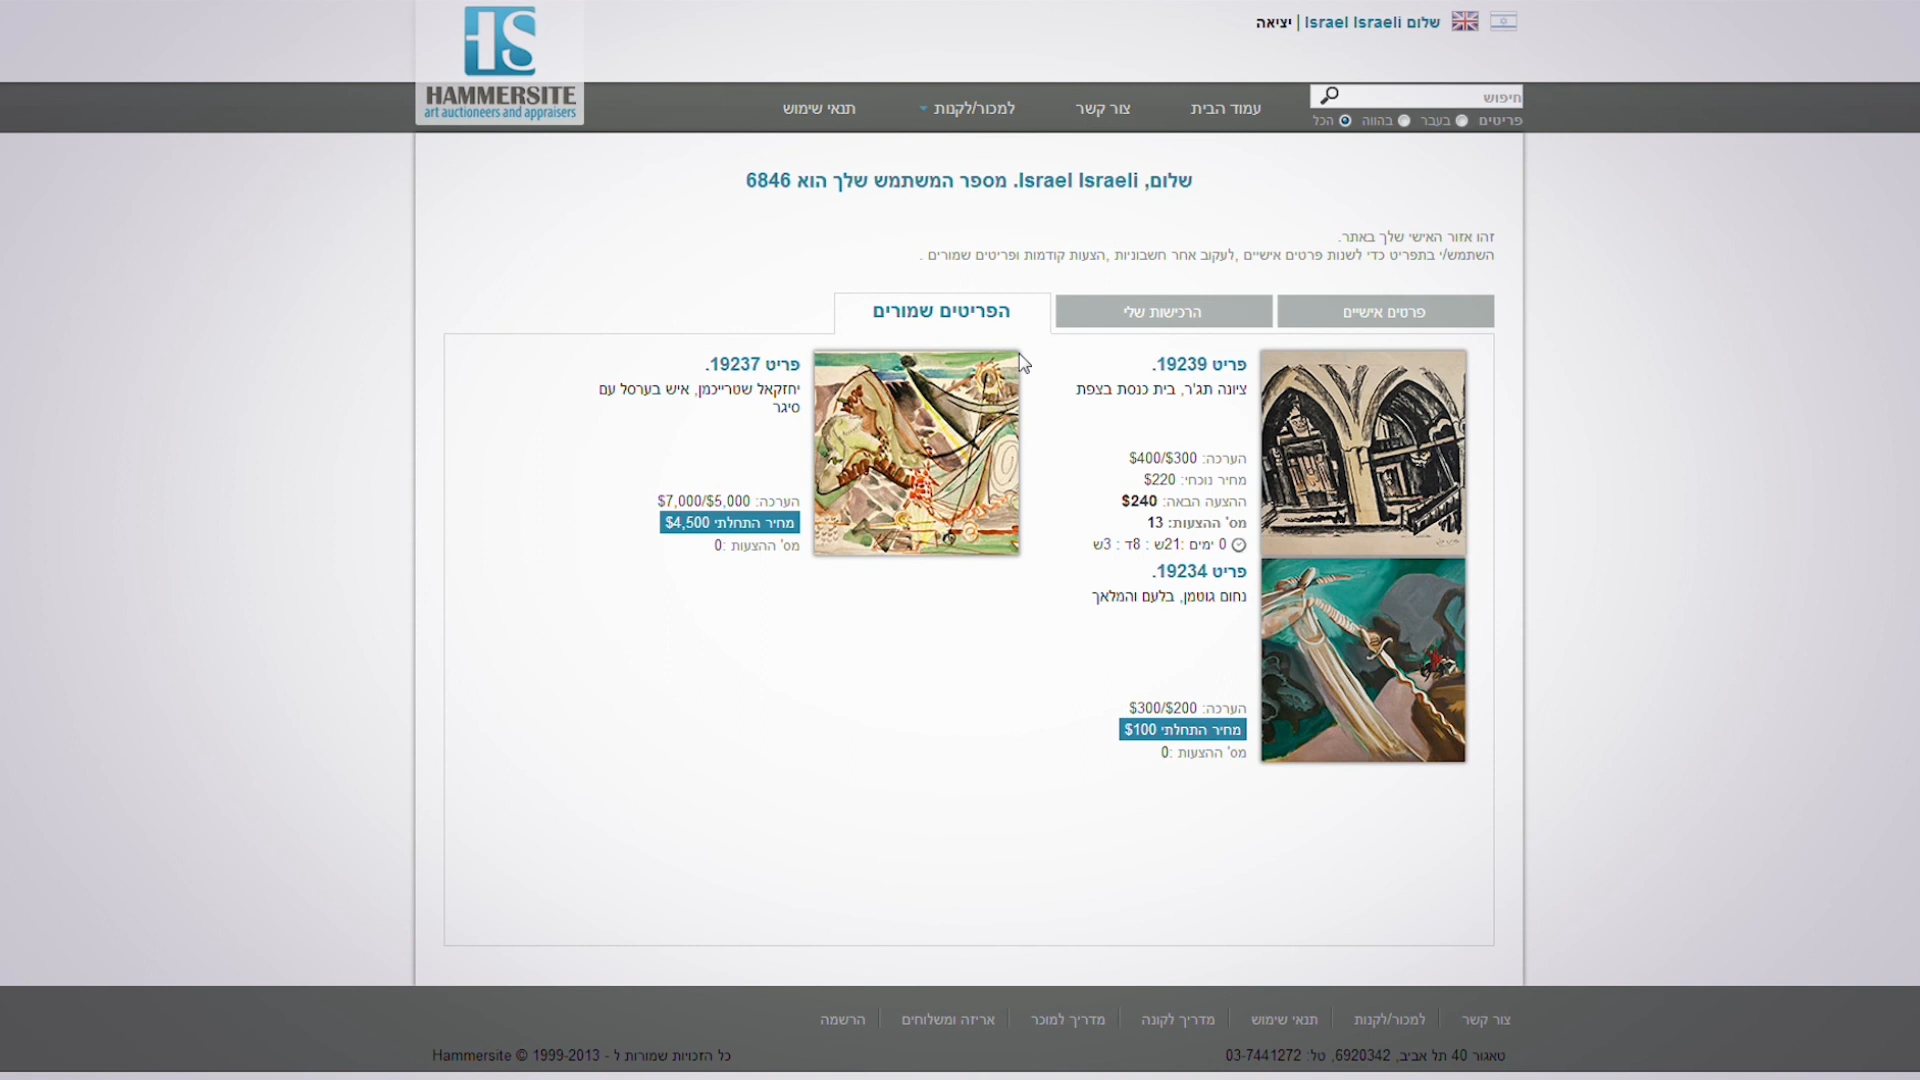 שלום Israel Israeli | יציאה
HAMMERSITE
art auctioneers and appraisers
חיפוש
פריטים בעבר בהווה הכל
עמוד הבית
צור קשר
למכור/לקנות
תנאי שימוש
שלום, Israel Israeli. מספר המשתמש שלך הוא 6846
זהו אזור האישי שלך באתר.
השתמש/י בתפריט כדי לשנות פרטים אישיים, לעקוב אחר חשבוניות, הצעות קודמות ופריטים שמורים .
פרטים אישיים
הרכישות שלי
הפריטים שמורים
פריט 19239.
ציונה תג'ר, בית כנסת בצפת
הערכה: $400/$300
מחיר נוכחי: $220
ההצעה הבאה: $240
מס' ההצעות: 13
0 ימים :21ש : 8ד : 3ש
פריט 19237.
יחזקאל שטרייכמן, איש בערסל עם
סיגר
הערכה: $7,000/$5,000
מחיר התחלתי $4,500
מס' ההצעות :0
פריט 19234.
נחום גוטמן, בלעם והמלאך
הערכה: $300/$200
מחיר התחלתי $100
מס' ההצעות :0
צור קשר
למכור/לקנות
תנאי שימוש
מדריך לקונה
מדריך למוכר
אריזה ומשלוחים
הרשמה
טאגור 40 תל אביב, 6920342, טל: 03-7441272
כל הזכויות שמורות ל - Hammersite © 1999-2013